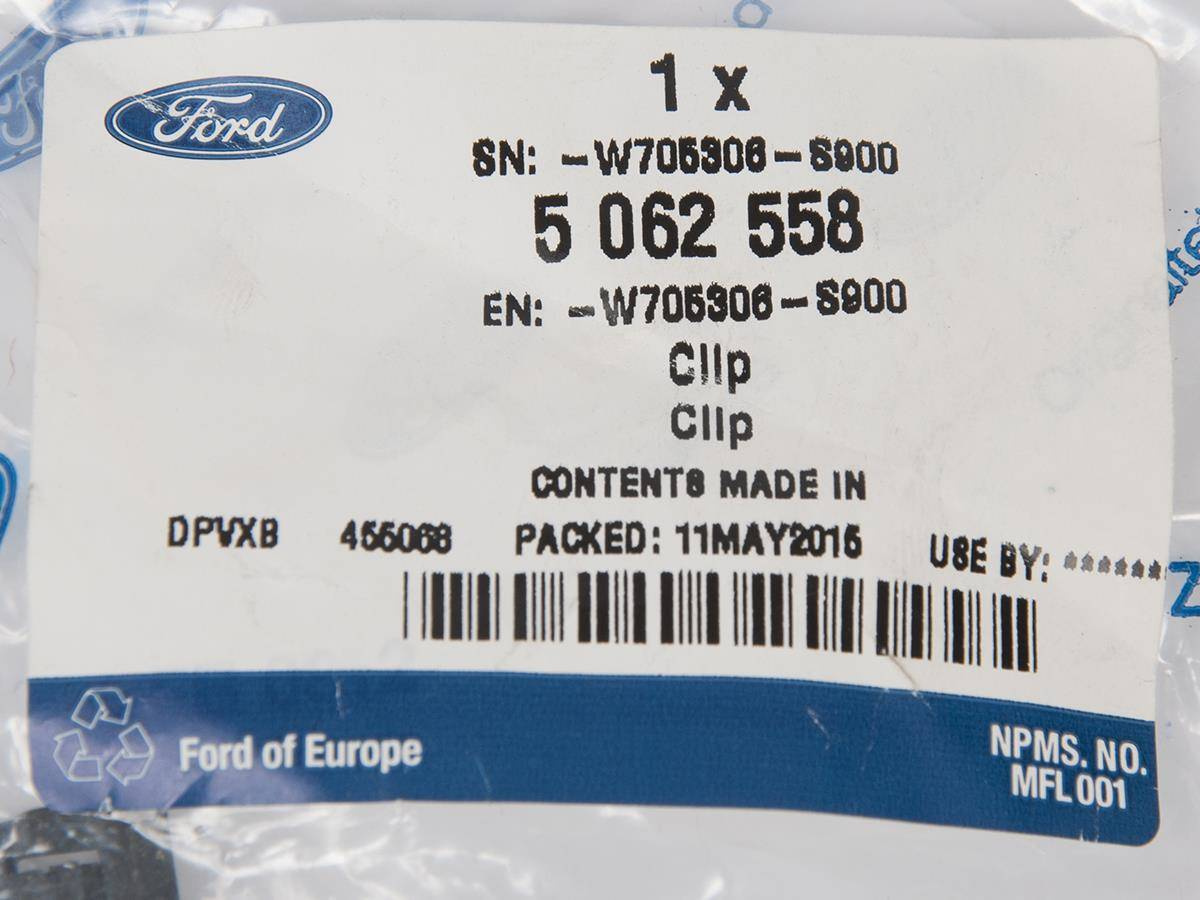 Ford
1 x
SN: -W705306-S900
5 062 558
EN: -W705306-S900
Clip
Clip
CONTENTS MADE IN
DPVXB 455068 PACKED: 11MAY2015 USE BY: ******
Ford of Europe
NPMS. NO.
MFL 001